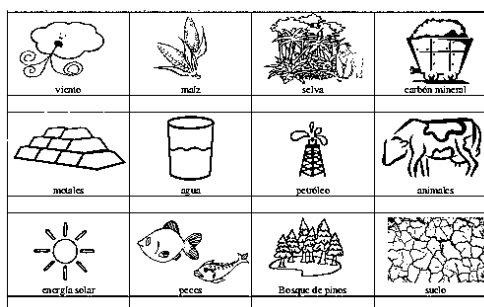 viento maíz selva carbón mineral
metales agua petróleo animales
energía solar peces Bosque de pinos suelo